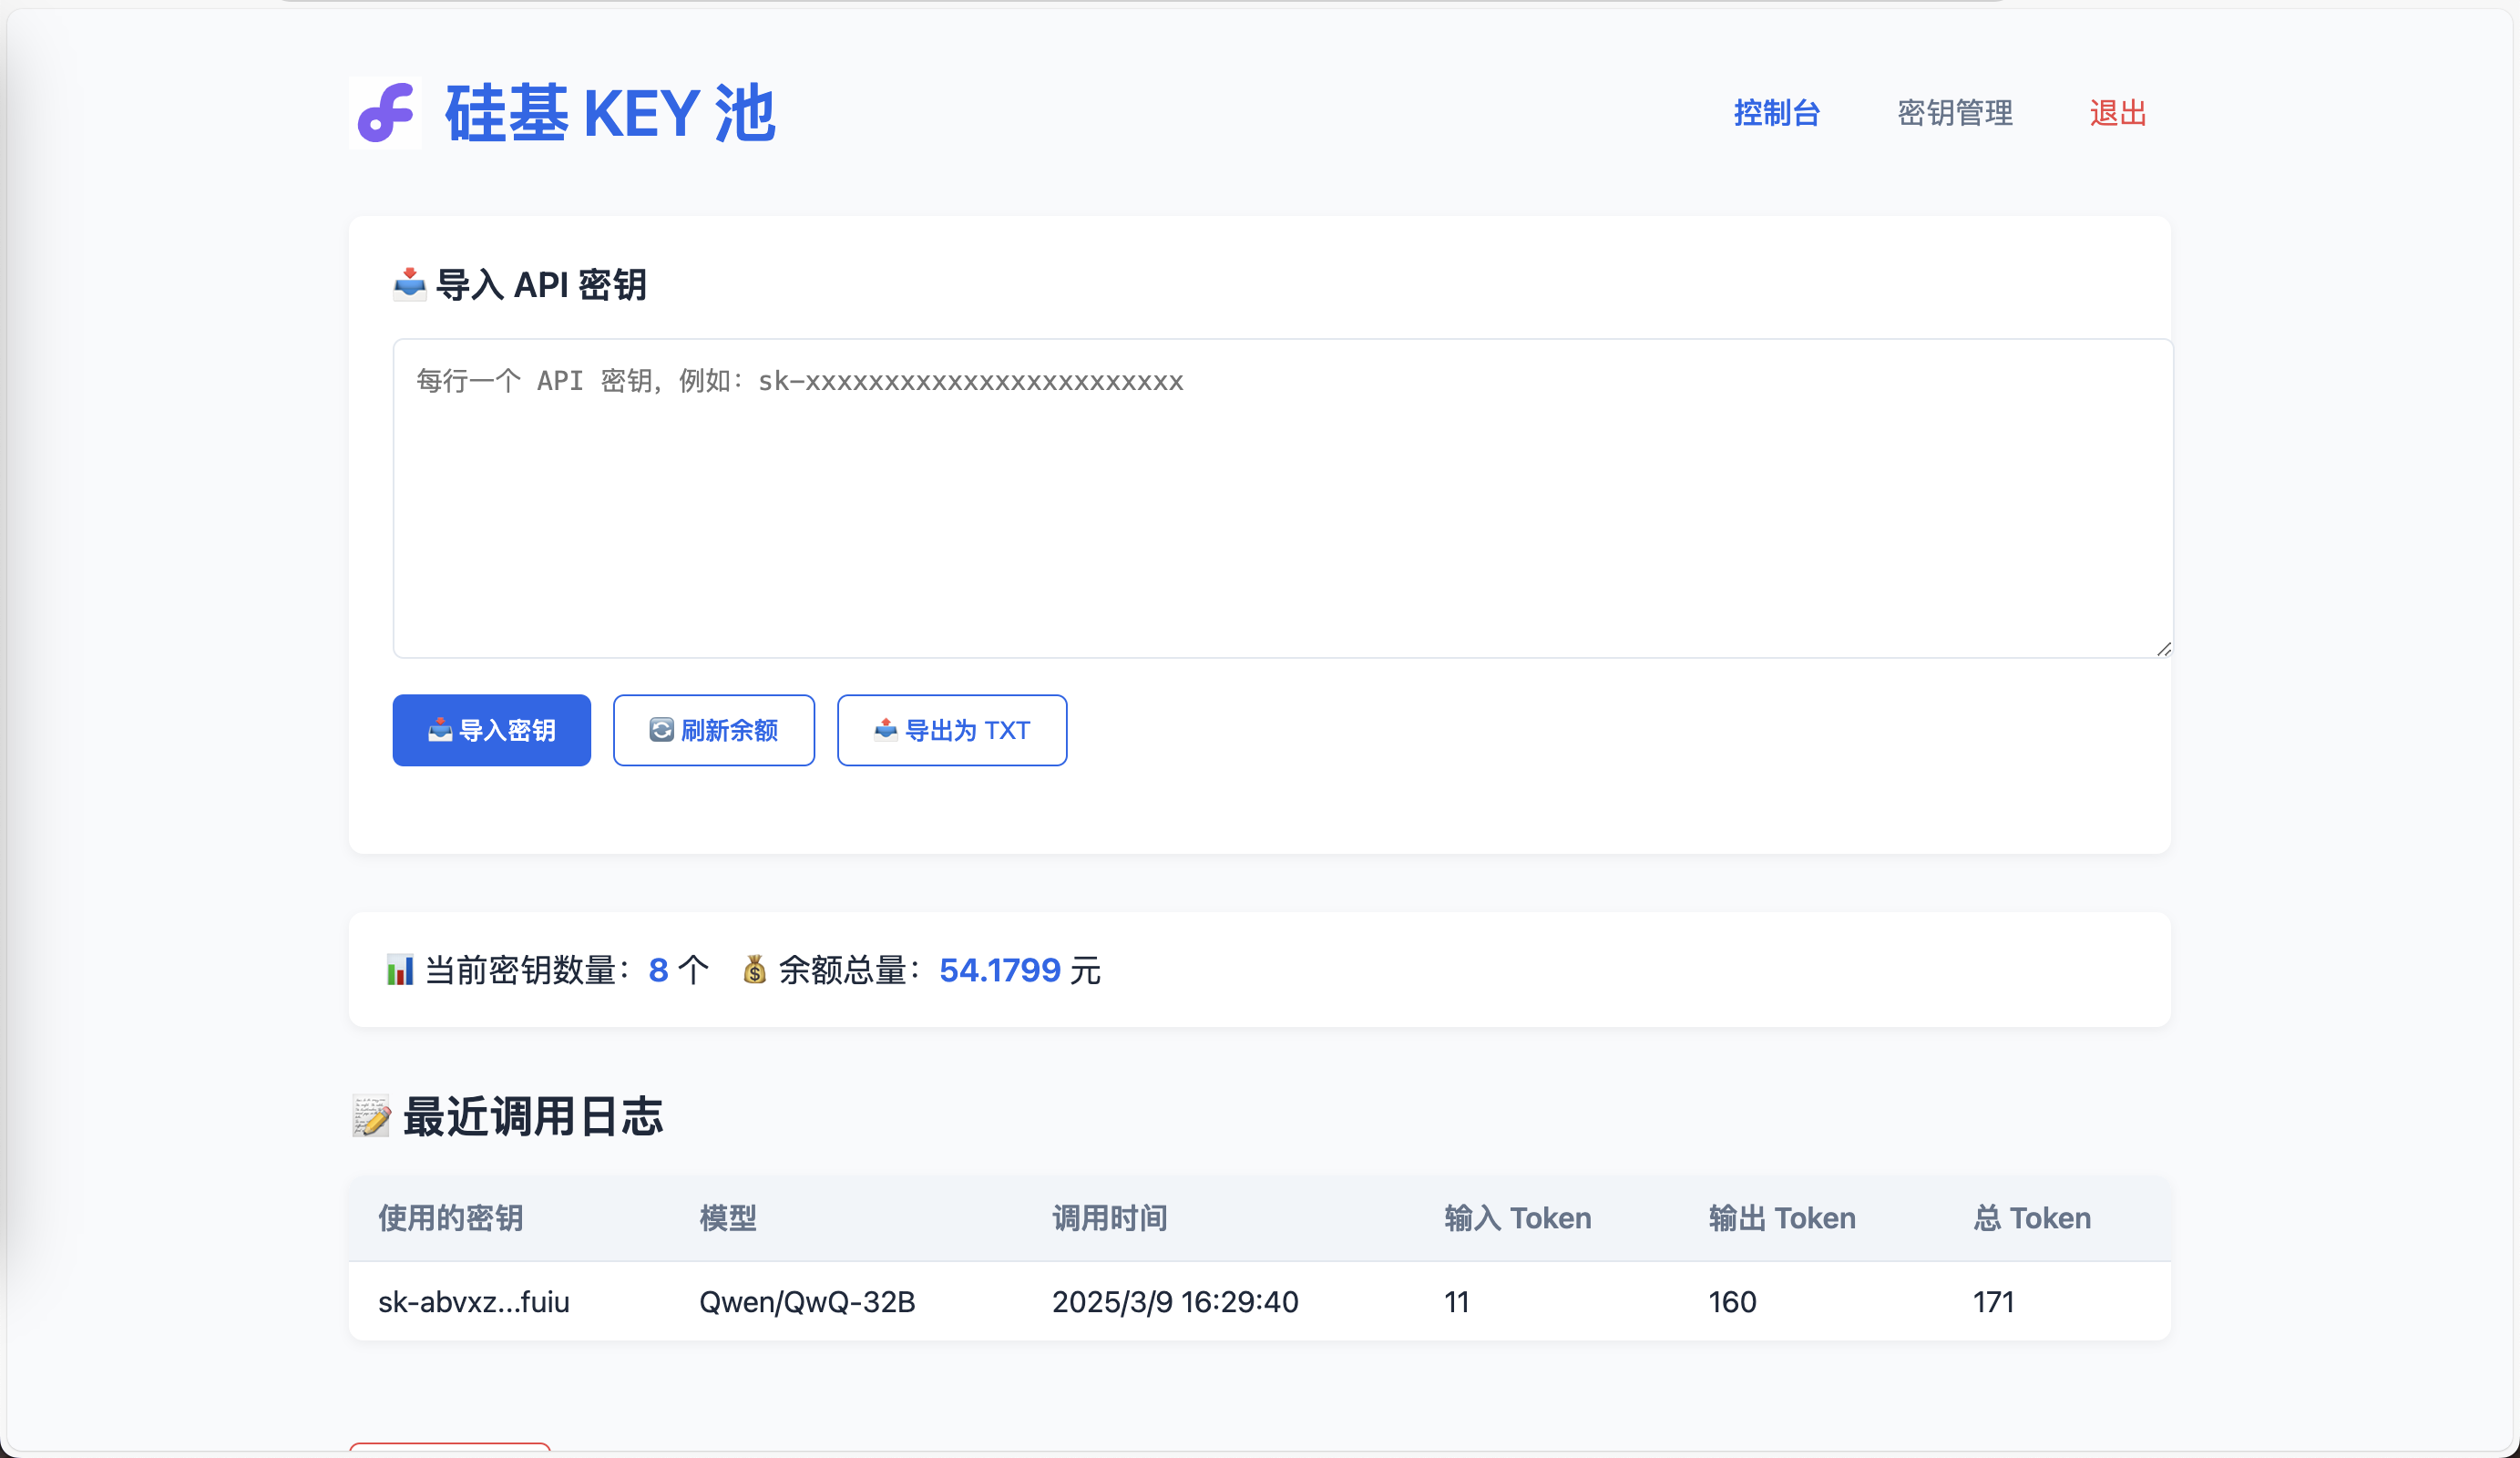 硅基 KEY 池
控制台 密钥管理 退出
导入 API 密钥
每行一个 API 密钥，例如：sk-xxxxxxxxxxxxxxxxxxxxxxxx
导入密钥 刷新余额 导出为 TXT
当前密钥数量：8 个 余额总量：54.1799 元
最近调用日志
使用的密钥 模型 调用时间 输入 Token 输出 Token 总 Token
sk-abvxz...fuiu Qwen/QwQ-32B 2025/3/9 16:29:40 11 160 171